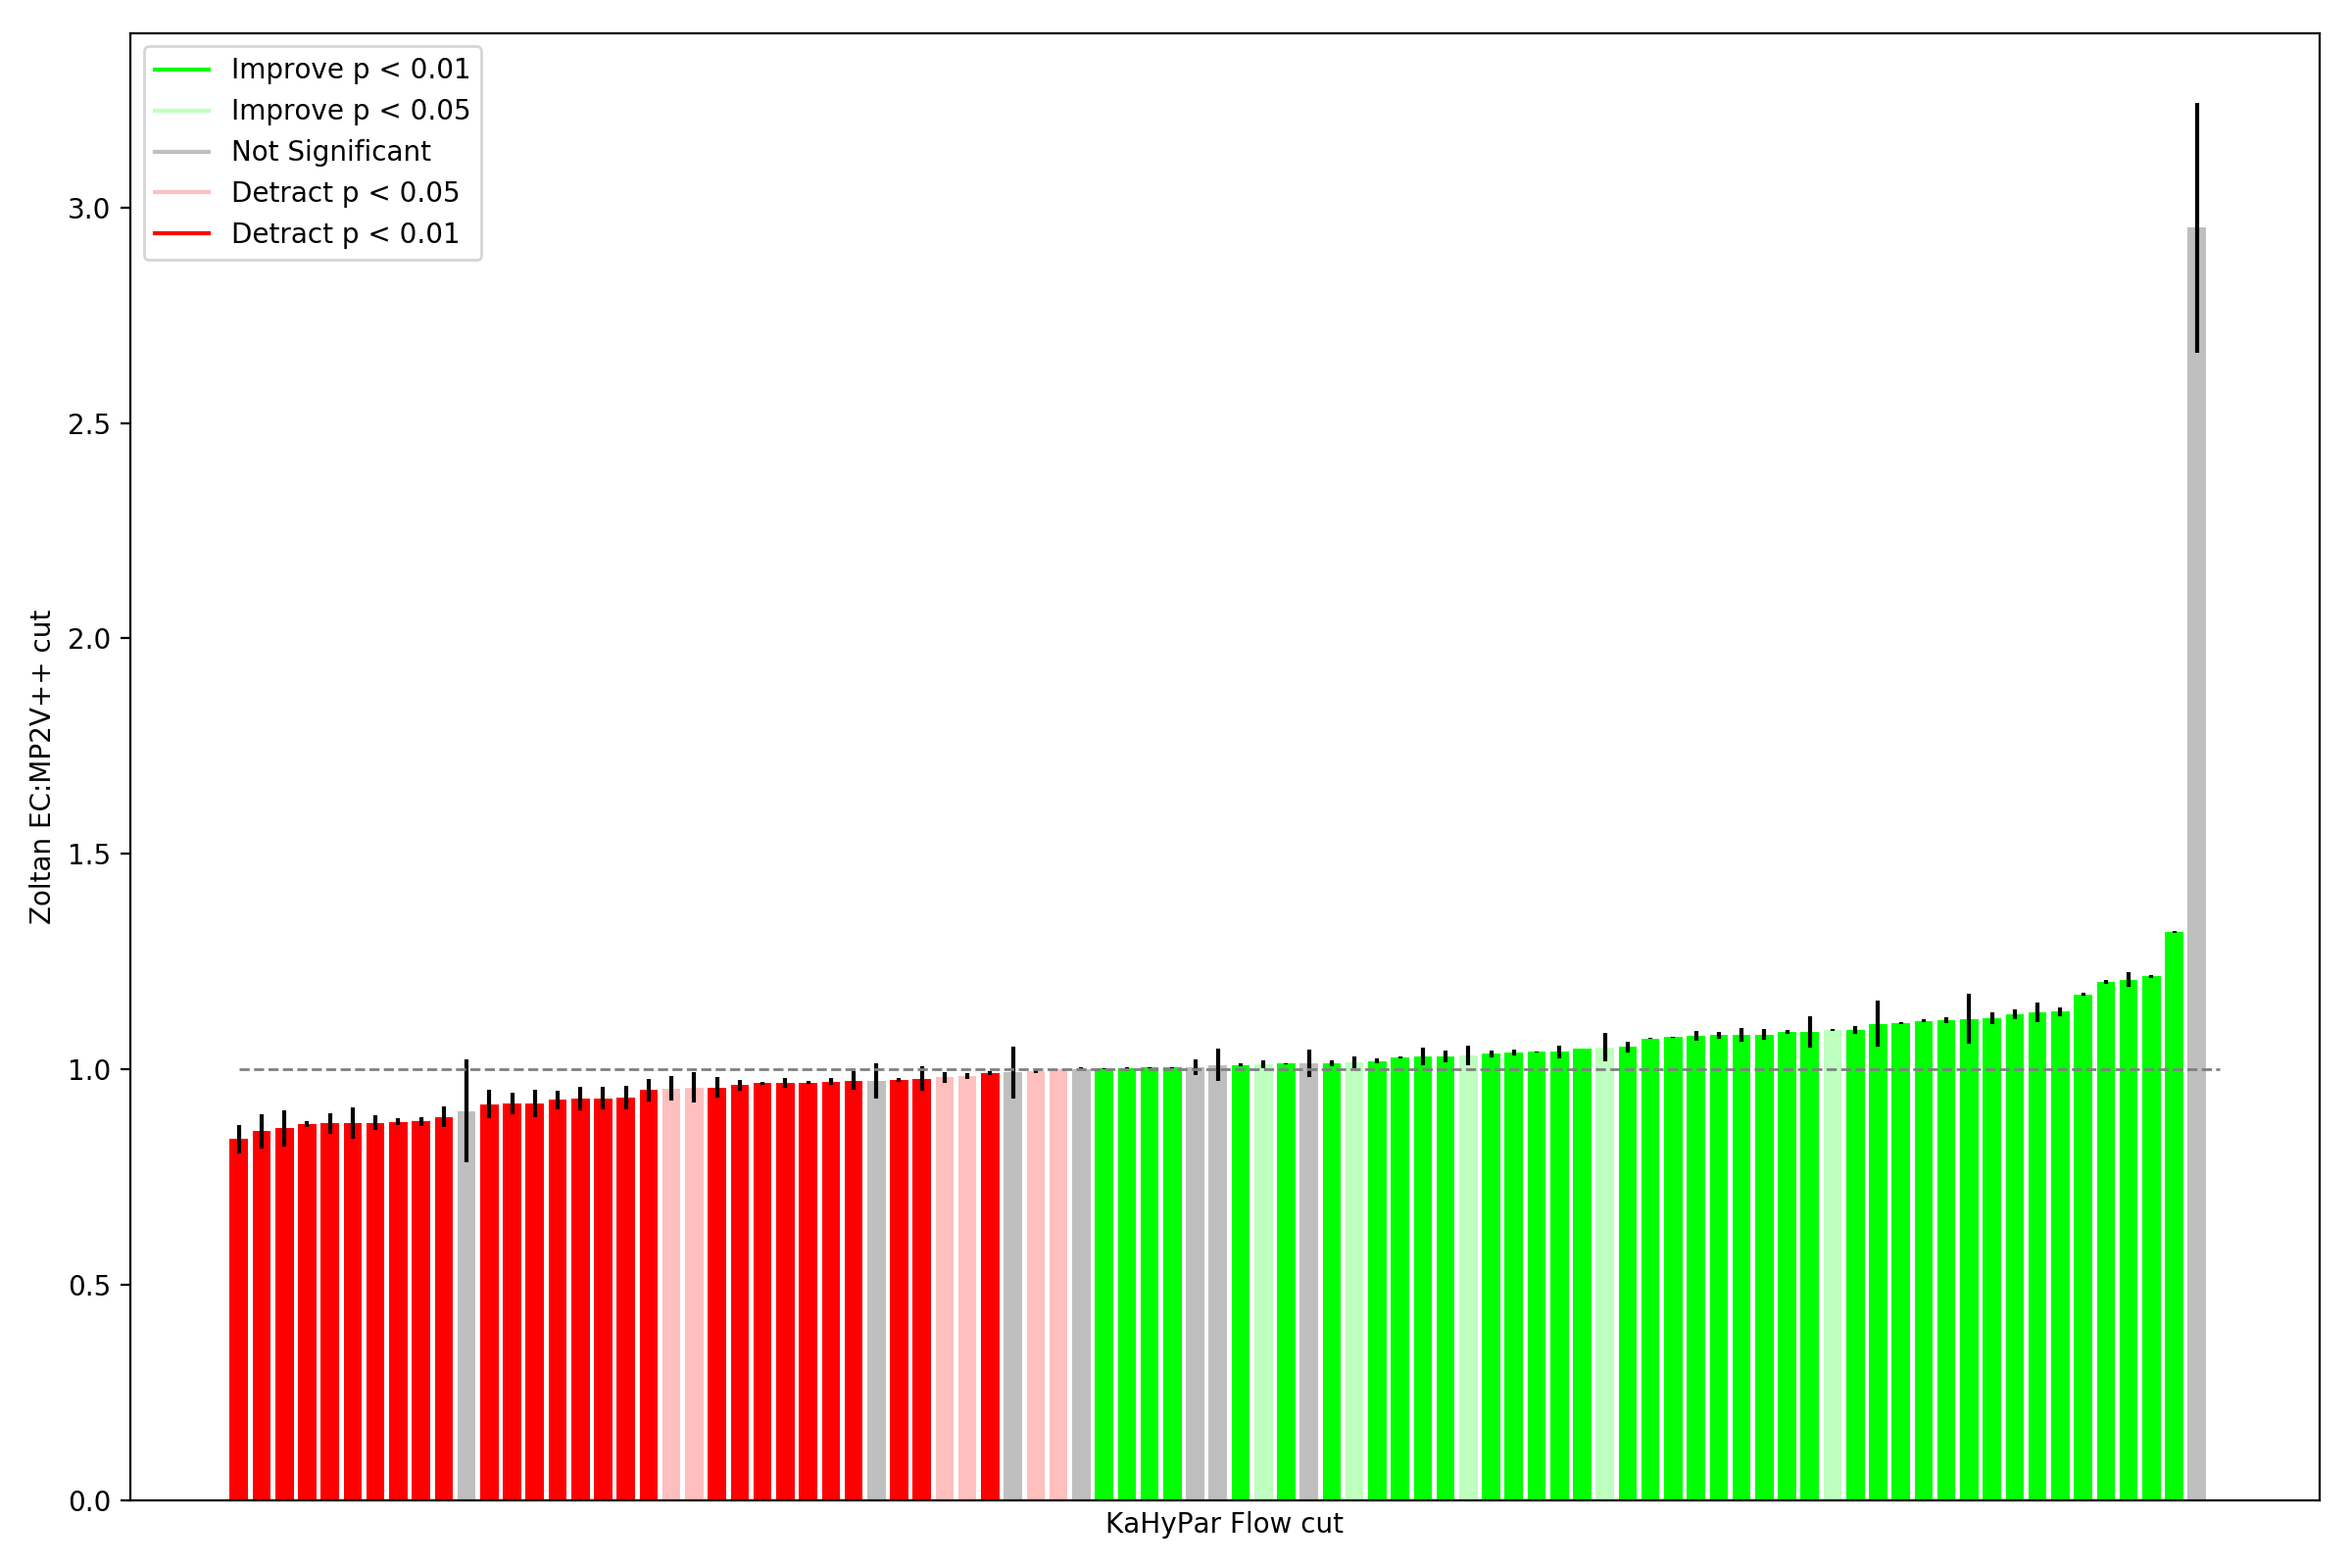 Improve p < 0.01
Improve p < 0.05
Not Significant
Detract p < 0.05
Detract p < 0.01
3.0
2.5
2.0
1.5
1.0
0.5
0.0
Zoltan EC:MP2V++ cut
KaHyPar Flow cut